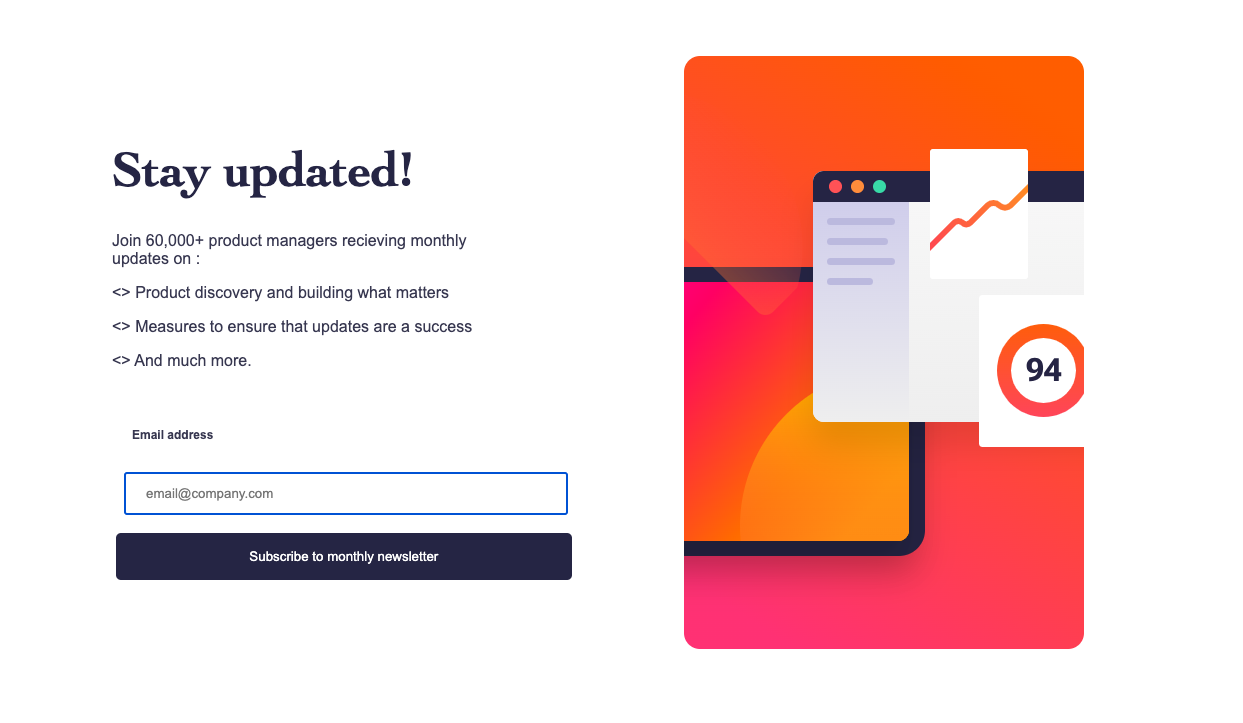 Stay updated!
Join 60,000+ product managers recieving monthly
updates on :
<> Product discovery and building what matters
<> Measures to ensure that updates are a success
<> And much more.
Email address
email@company.com
Subscribe to monthly newsletter
94